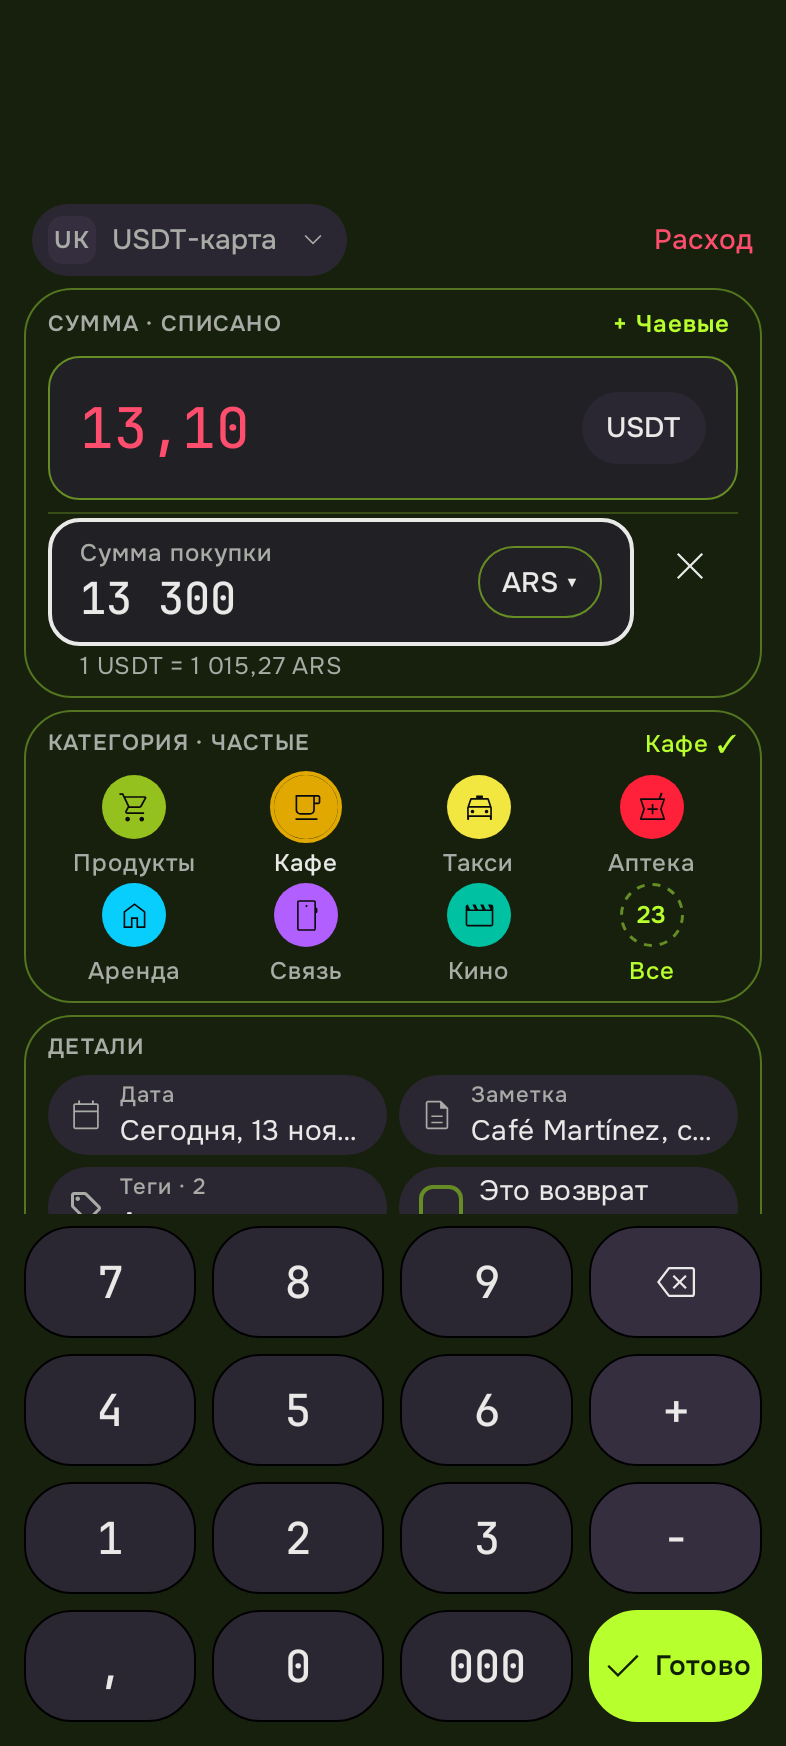 UK USDT-карта Расход
СУММА · СПИСАНО + Чаевые
13,10 USDT
Сумма покупки
13 300 ARS ▾
1 USDT = 1 015,27 ARS
КАТЕГОРИЯ · ЧАСТЫЕ Кафе ✓
Продукты Кафе Такси Аптека
23
Аренда Связь Кино Все
ДЕТАЛИ
Дата Заметка
Сегодня, 13 ноя... Café Martínez, с...
Теги · 2 Это возврат
7 8 9
4 5 6 +
1 2 3 -
, 0 000 Готово